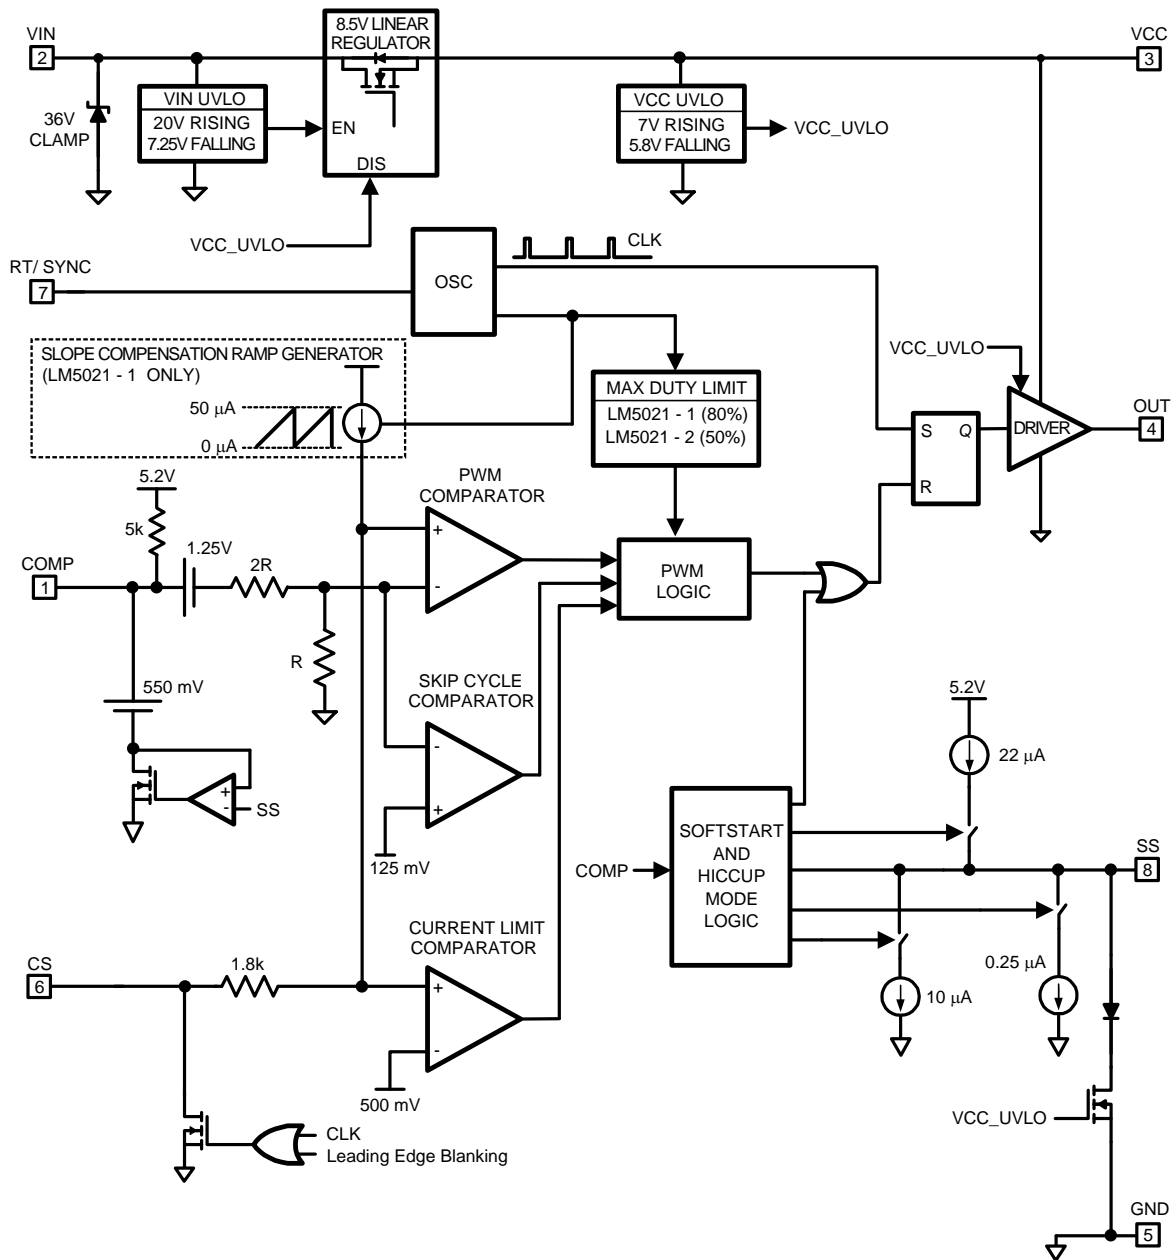 VIN
2
36V
CLAMP
VIN UVLO
20V RISING
7.25V FALLING
8.5V LINEAR
REGULATOR
EN
DIS
VCC_UVLO
VCC UVLO
7V RISING
5.8V FALLING
VCC_UVLO
VCC
3
RT/ SYNC
7
OSC
CLK
SLOPE COMPENSATION RAMP GENERATOR
(LM5021 - 1 ONLY)
50 μA
0 μA
MAX DUTY LIMIT
LM5021 - 1 (80%)
LM5021 - 2 (50%)
VCC_UVLO
S
Q
R
DRIVER
OUT
4
5.2V
5k
COMP
1
1.25V
2R
R
PWM
COMPARATOR
+
-
PWM
LOGIC
550 mV
+
-
SS
SKIP CYCLE
COMPARATOR
-
+
125 mV
5.2V
22 μA
COMP
SOFTSTART
AND
HICCUP
MODE
LOGIC
SS
8
10 μA
0.25 μA
CS
6
1.8k
CURRENT LIMIT
COMPARATOR
+
-
500 mV
CLK
Leading Edge Blanking
VCC_UVLO
GND
5